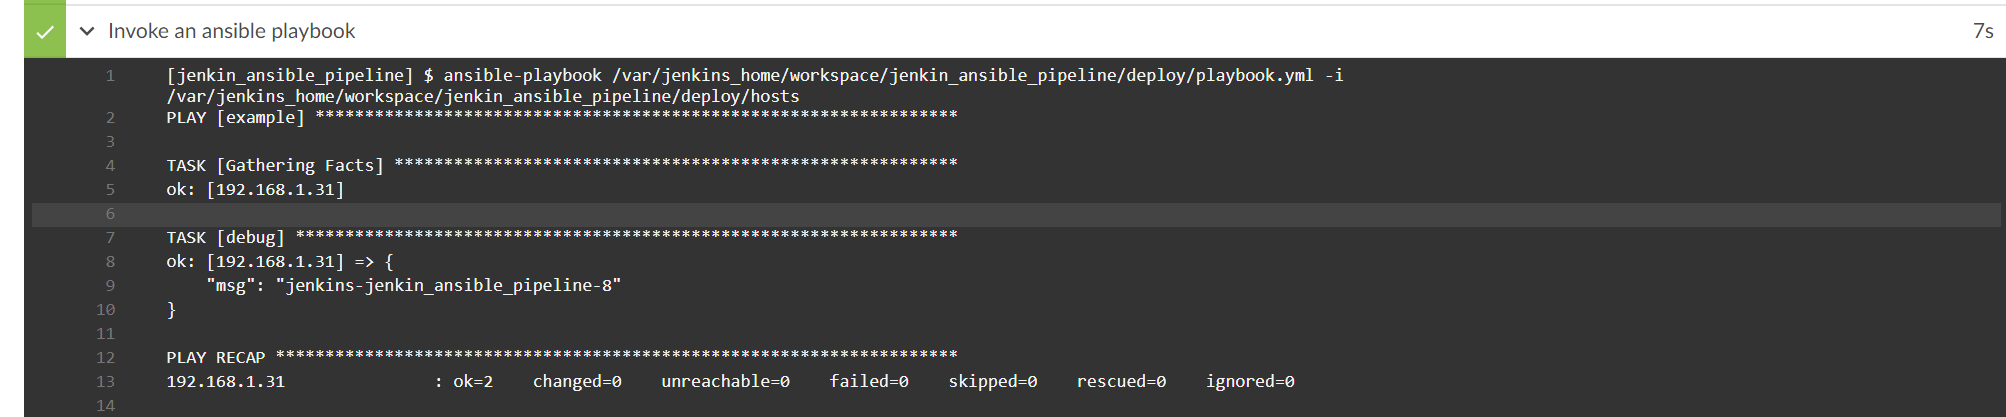 Invoke an ansible playbook 7s
1 [jenkin_ansible_pipeline] $ ansible-playbook /var/jenkins_home/workspace/jenkin_ansible_pipeline/deploy/playbook.yml -i
/var/jenkins_home/workspace/jenkin_ansible_pipeline/deploy/hosts
2 PLAY [example] *****************************************************************
3
4 TASK [Gathering Facts] *********************************************************
5 ok: [192.168.1.31]
6
7 TASK [debug] *******************************************************************
8 ok: [192.168.1.31] => {
9     "msg": "jenkins-jenkin_ansible_pipeline-8"
10 }
11
12 PLAY RECAP *********************************************************************
13 192.168.1.31               : ok=2    changed=0    unreachable=0    failed=0    skipped=0    rescued=0    ignored=0
14